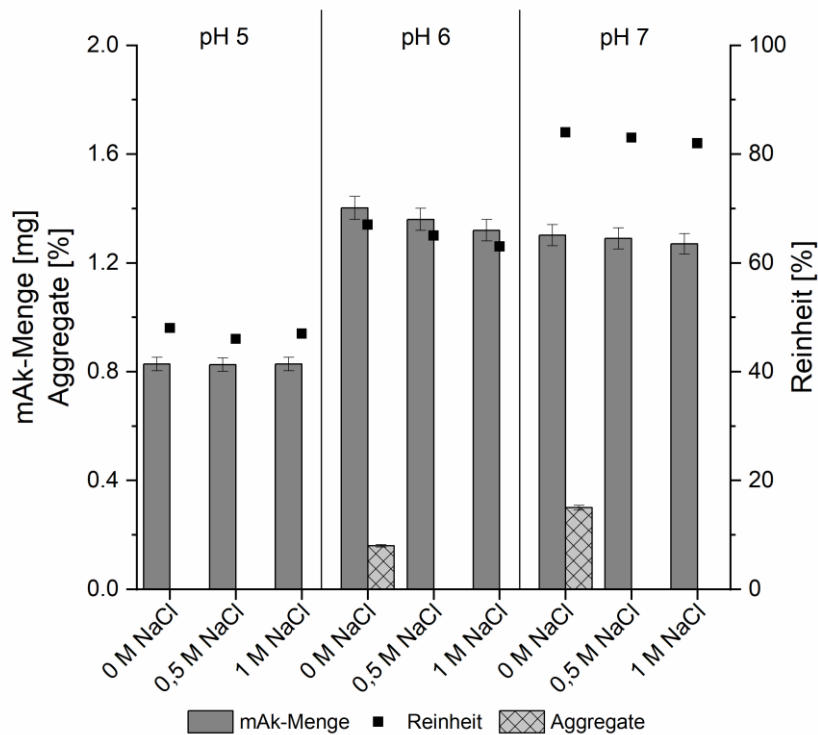 pH 5 pH 6 pH 7
mAk-Menge [mg]
Aggregate [%]
2.0
1.6
1.2
0.8
0.4
0.0
100
80
60
40
20
0
Reinheit [%]
0 M NaCl
0,5 M NaCl
1 M NaCl
0 M NaCl
0,5 M NaCl
1 M NaCl
0 M NaCl
0,5 M NaCl
1 M NaCl
mAk-Menge Reinheit Aggregate